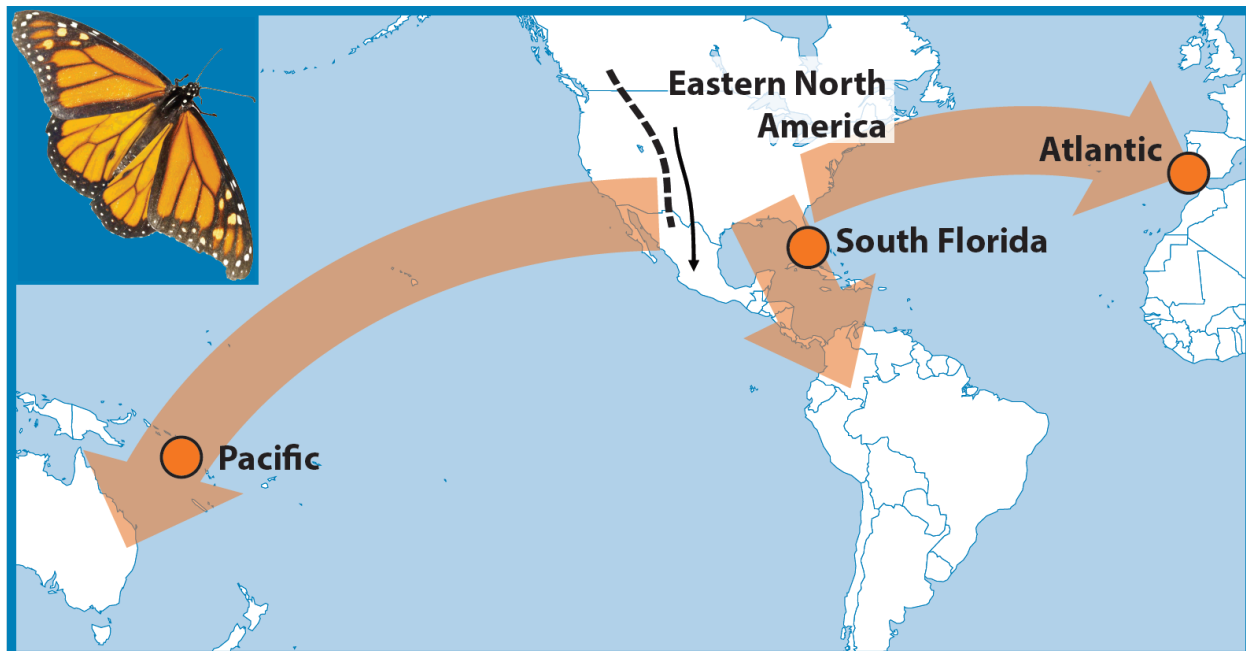 Eastern North
America
Atlantic
South Florida
Pacific